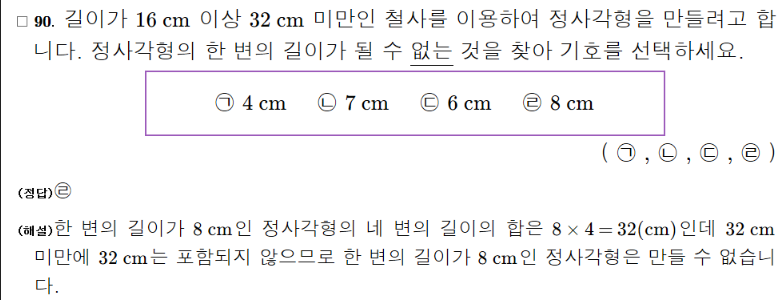 □ 90. 길이가 16 cm 이상 32 cm 미만인 철사를 이용하여 정사각형을 만들려고 합
니다. 정사각형의 한 변의 길이가 될 수 없는 것을 찾아 기호를 선택하세요.
㉠ 4 cm ㉡ 7 cm ㉢ 6 cm ㉣ 8 cm
( ㉠ , ㉡ , ㉢ , ㉣ )
(정답)㉣
(해설)한 변의 길이가 8 cm인 정사각형의 네 변의 길이의 합은 8 × 4 = 32(cm)인데 32 cm
미만에 32 cm는 포함되지 않으므로 한 변의 길이가 8 cm인 정사각형은 만들 수 없습니
다.